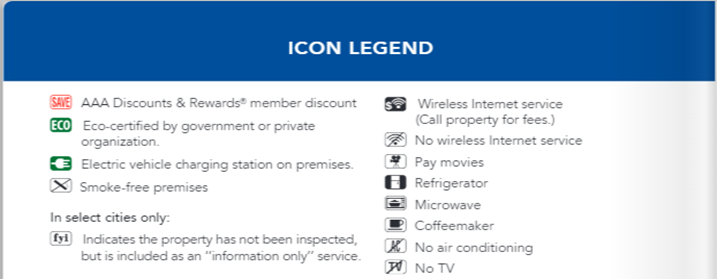 ICON LEGEND
SAVE AAA Discounts & Rewards® member discount
ECO Eco-certified by government or private
organization.
Electric vehicle charging station on premises.
Smoke-free premises
In select cities only:
fyi Indicates the property has not been inspected,
but is included as an “information only” service.
$ Wireless Internet service
(Call property for fees.)
No wireless Internet service
Pay movies
Refrigerator
Microwave
Coffeemaker
No air conditioning
TV No TV